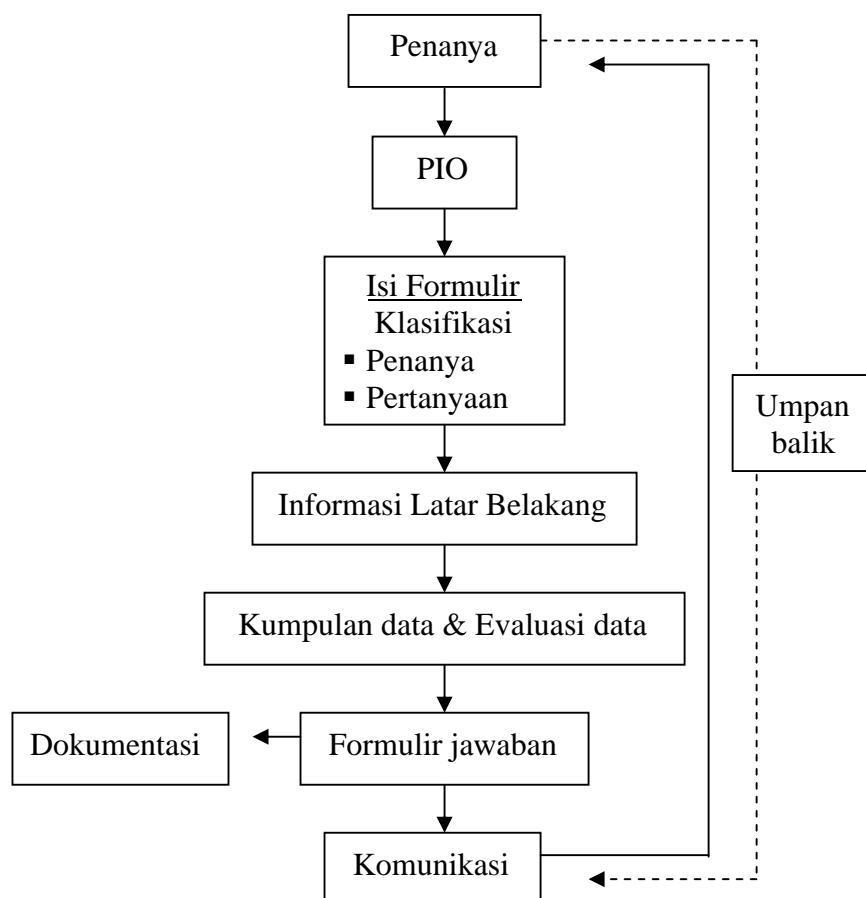 Penanya
PIO
Isi Formulir
Klasifikasi
▪ Penanya
▪ Pertanyaan
Umpan
balik
Informasi Latar Belakang
Kumpulan data & Evaluasi data
Dokumentasi
Formulir jawaban
Komunikasi